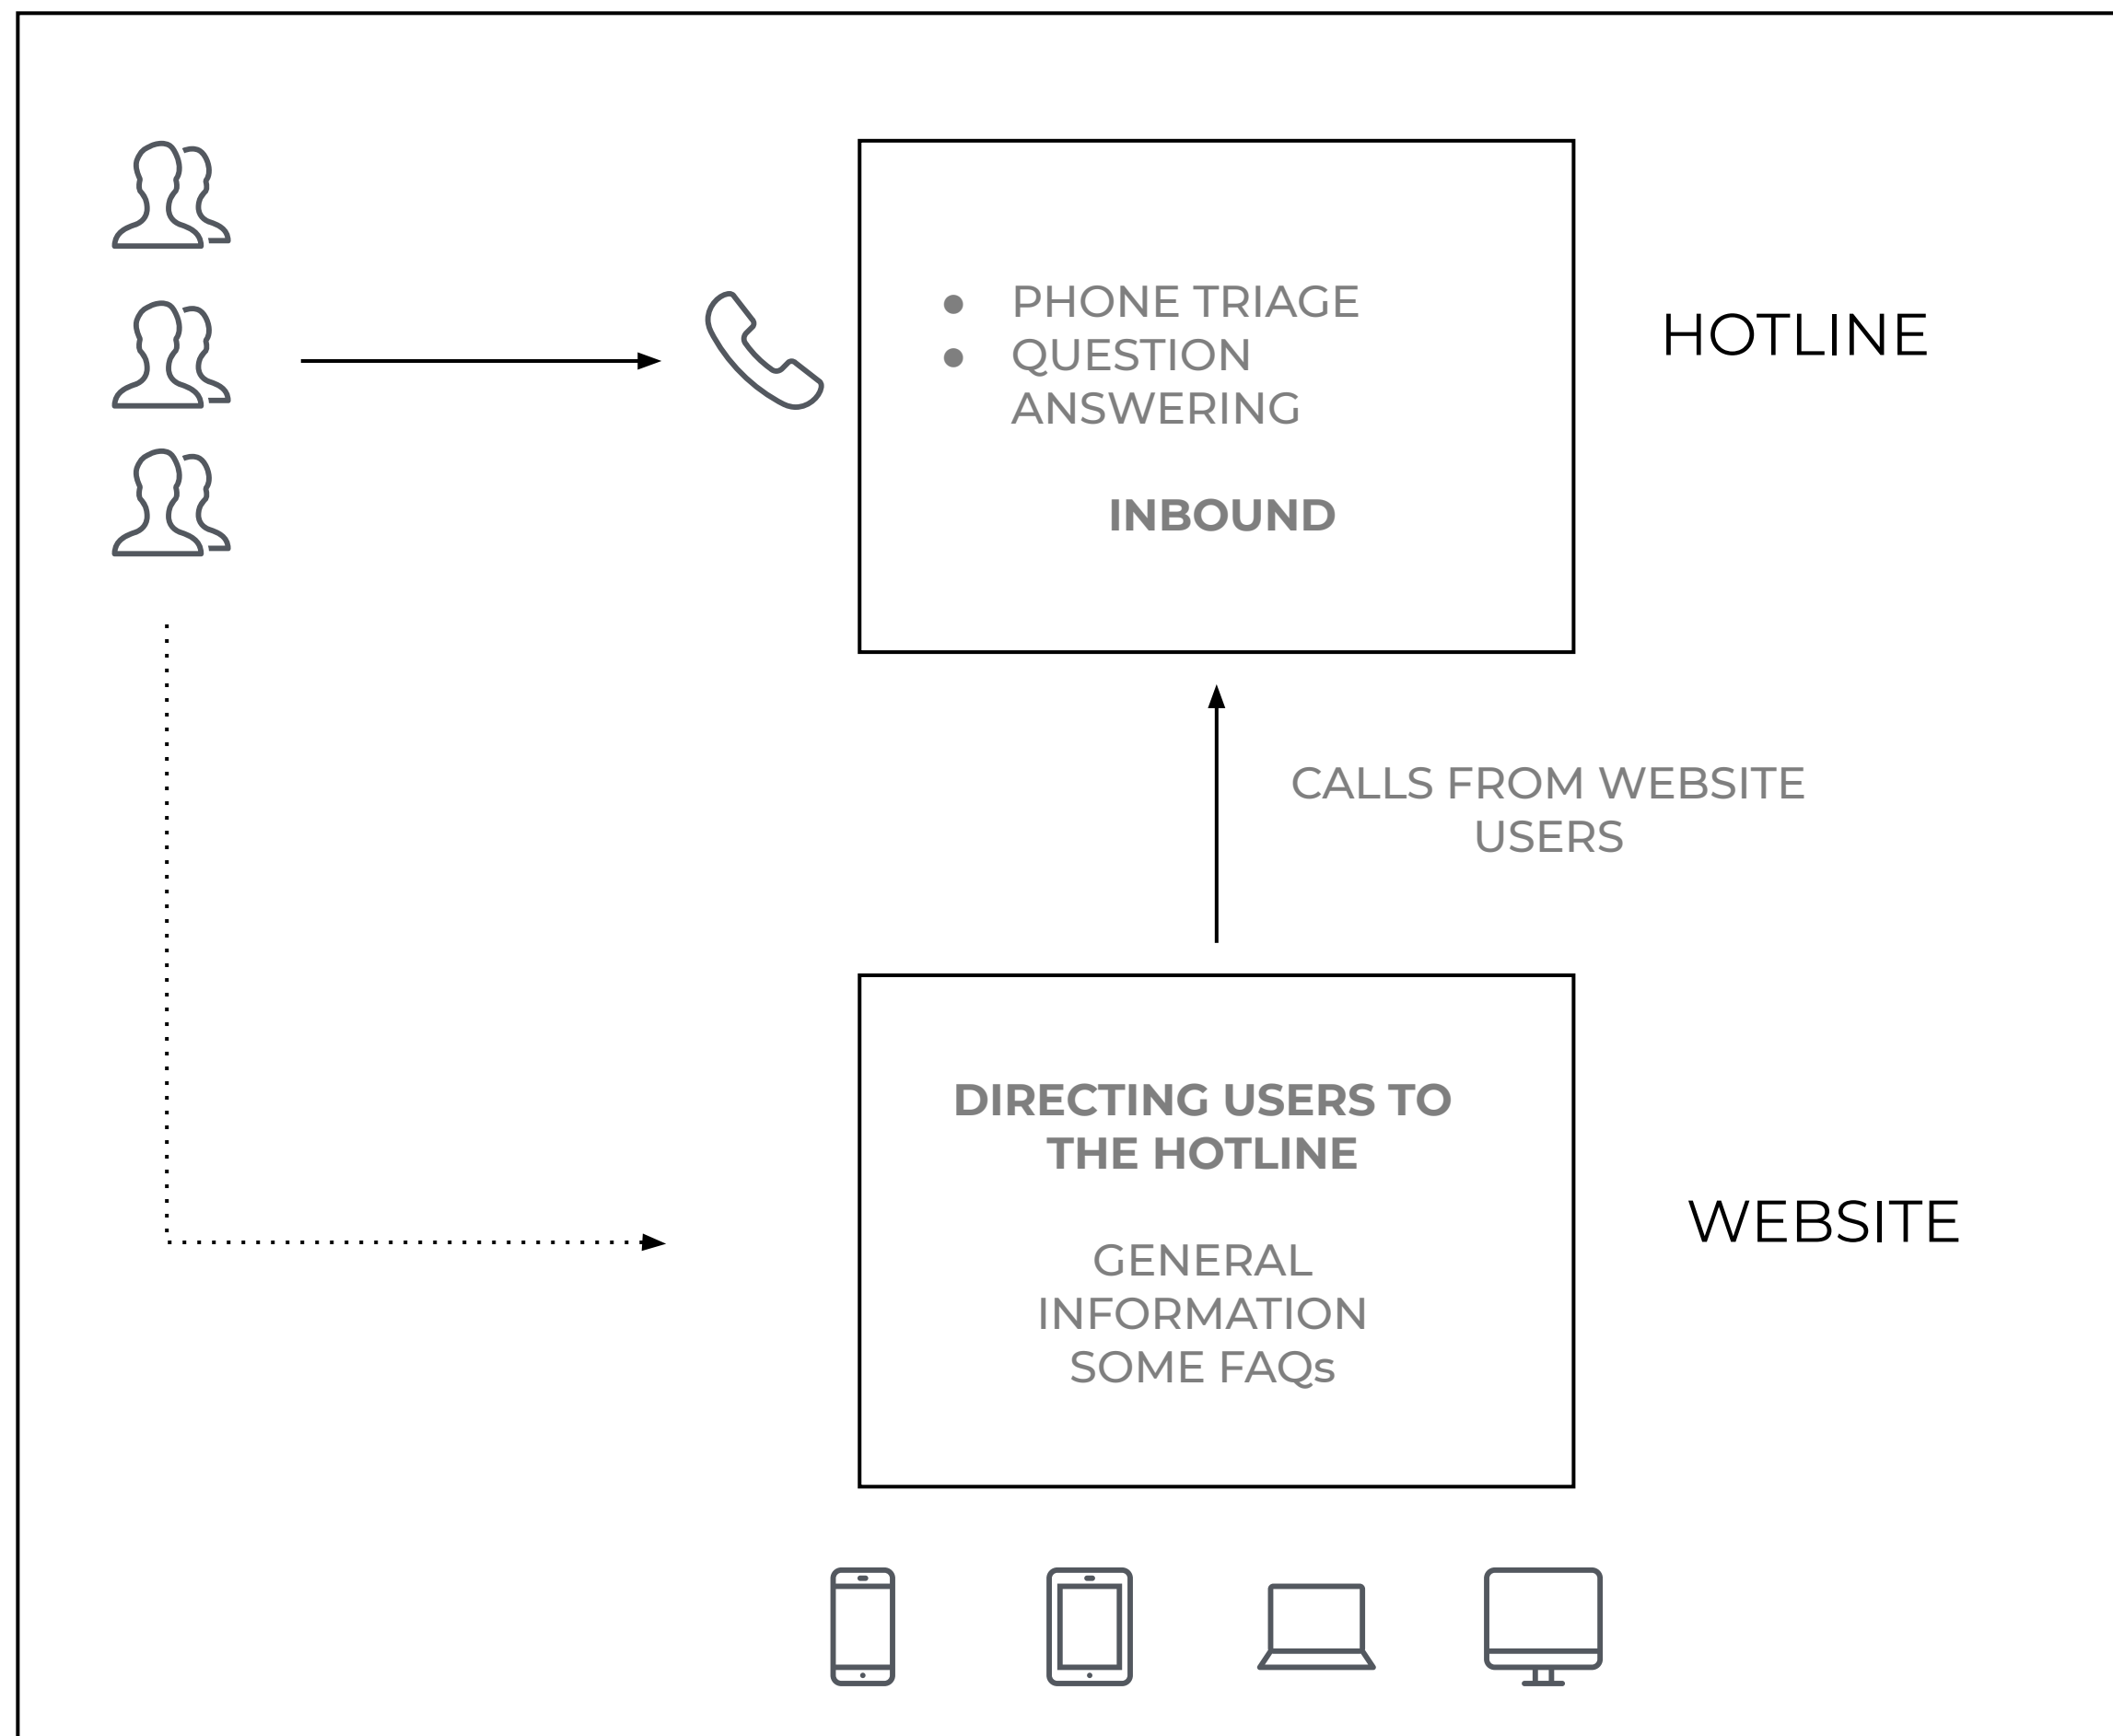 ● PHONE TRIAGE
● QUESTION
ANSWERING
INBOUND
HOTLINE
CALLS FROM WEBSITE
USERS
DIRECTING USERS TO
THE HOTLINE
GENERAL
INFORMATION
SOME FAQs
WEBSITE